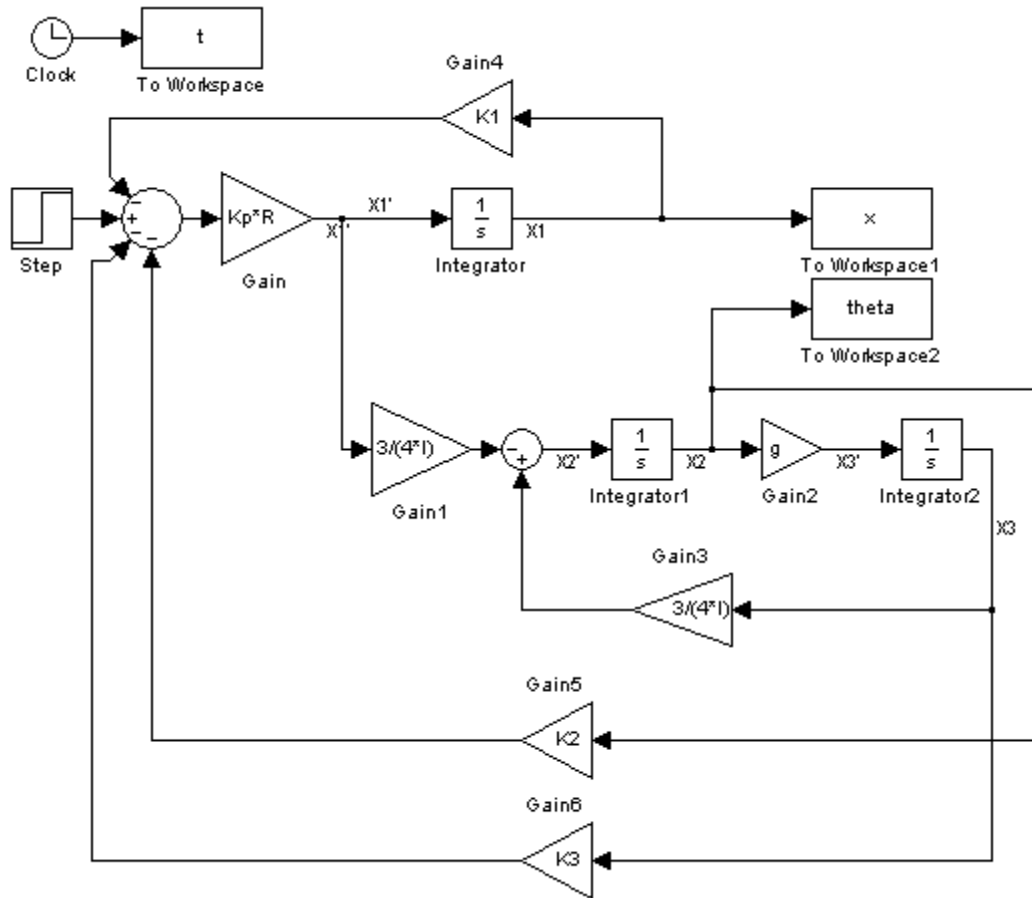 t
Clock
To Workspace
Gain4
K1
−
+
−
−
Kp*R
X1'
1
s
X1
x
Step
Gain
Integrator
To Workspace1
theta
To Workspace2
3/(4*l)
−
+
X2'
1
s
X2
g
X3'
1
s
Gain1
Integrator1
Gain2
Integrator2
X3
Gain3
3/(4*l)
Gain5
K2
Gain6
K3